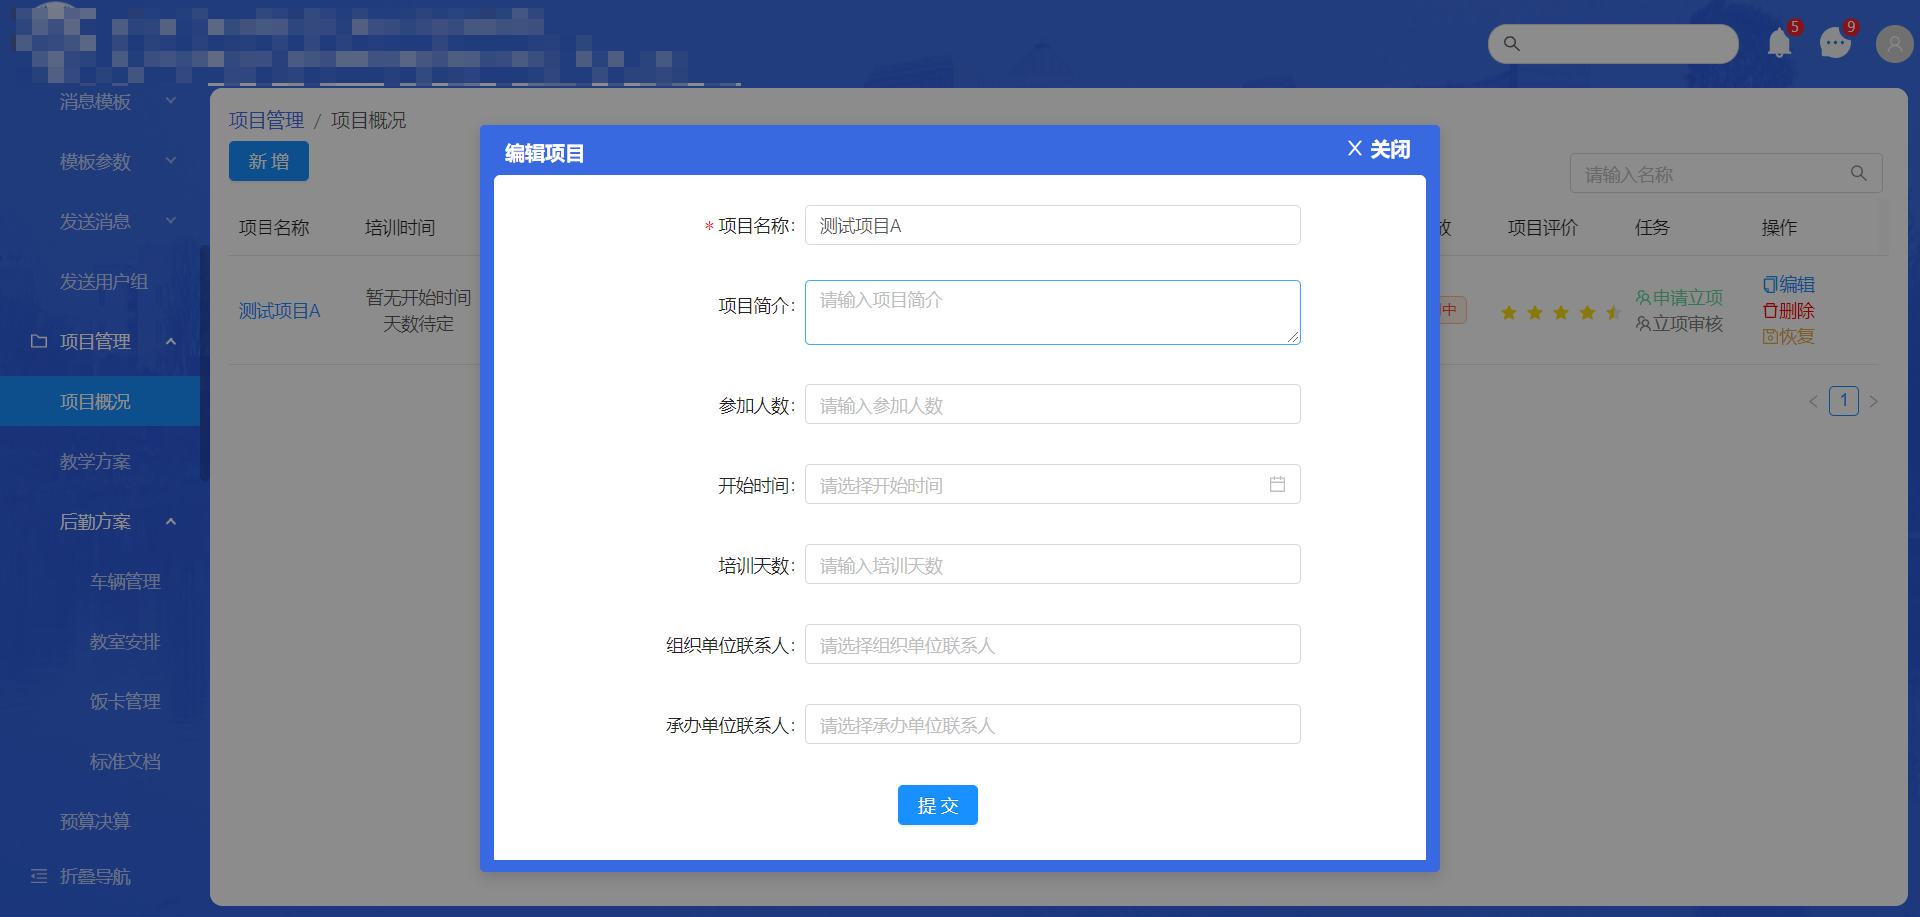 5
9
消息模板
模板参数
发送消息
发送用户组
项目管理
项目概况
教学方案
后勤方案
车辆管理
教室安排
饭卡管理
标准文档
预算决算
折叠导航
项目管理 / 项目概况
新 增
请输入名称
项目名称 培训时间 项目评价 任务 操作
测试项目A
暂无开始时间
天数待定
中
申请立项
立项审核
编辑
删除
恢复
1
编辑项目
X 关闭
* 项目名称: 测试项目A
项目简介: 请输入项目简介
参加人数: 请输入参加人数
开始时间: 请选择开始时间
培训天数: 请输入培训天数
组织单位联系人: 请选择组织单位联系人
承办单位联系人: 请选择承办单位联系人
提 交